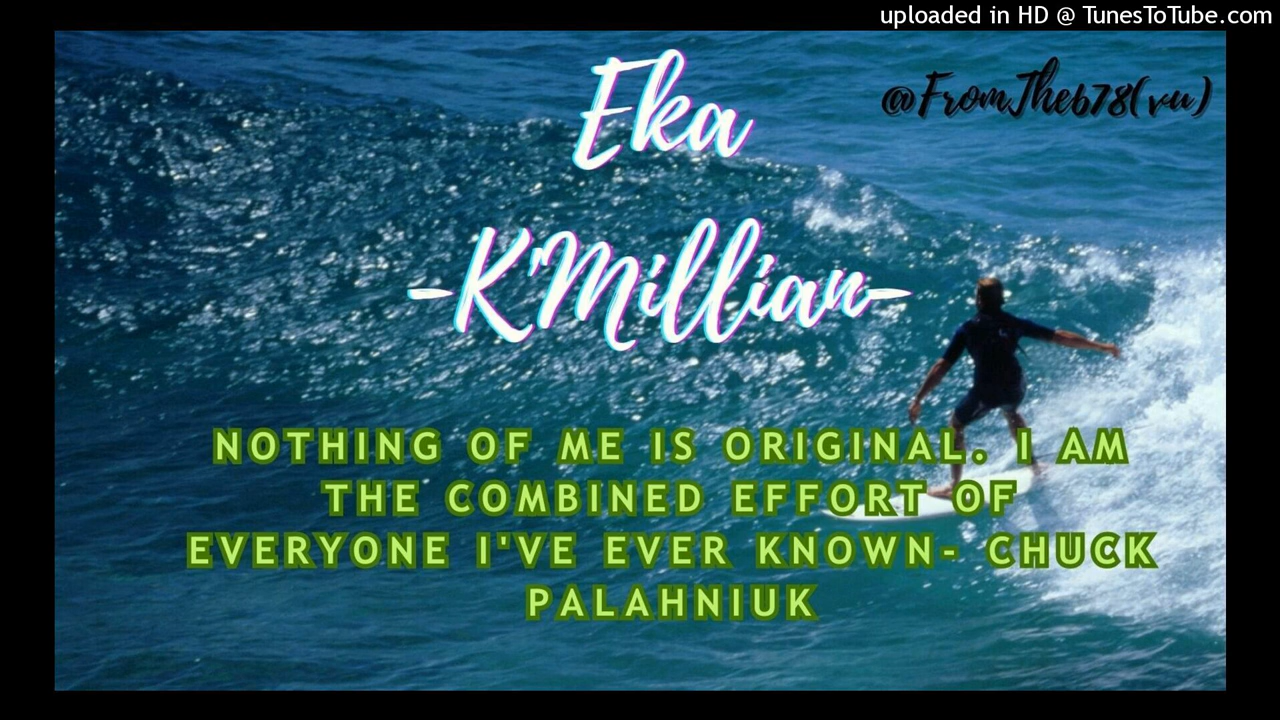 uploaded in HD @ TunesToTube.com
@FromThe678(vu)
Eka
-K'Millian-
NOTHING OF ME IS ORIGINAL. I AM
THE COMBINED EFFORT OF
EVERYONE I'VE EVER KNOWN- CHUCK
PALAHNIUK